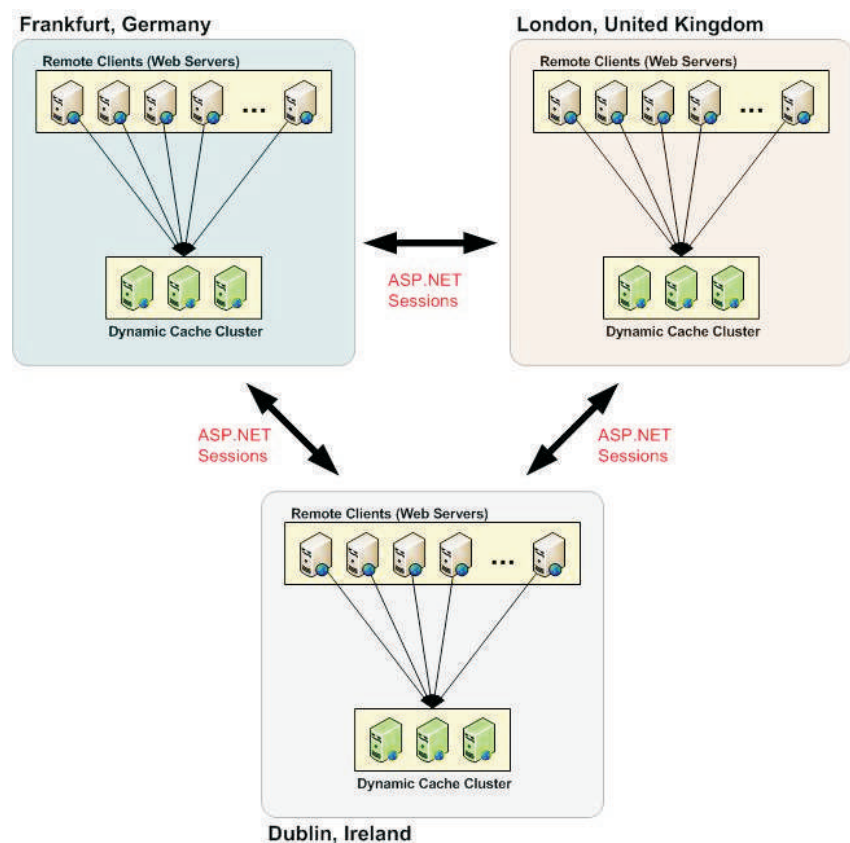 Frankfurt, Germany
Remote Clients (Web Servers)
...
Dynamic Cache Cluster
London, United Kingdom
Remote Clients (Web Servers)
...
Dynamic Cache Cluster
ASP.NET
Sessions
ASP.NET
Sessions
ASP.NET
Sessions
Remote Clients (Web Servers)
...
Dynamic Cache Cluster
Dublin, Ireland